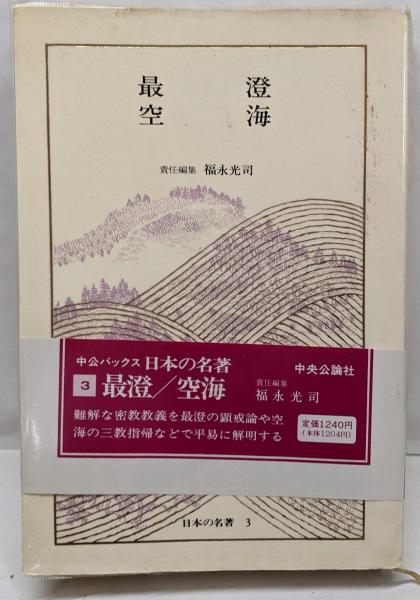 最澄
空海
責任編集 福永光司
中公バックス 日本の名著
3 最澄／空海
責任編集
福永光司
中央公論社
難解な密教教義を最澄の顕戒論や空
海の三教指帰などで平易に解明する
定価1240円
(本体1204円)
日本の名著 3